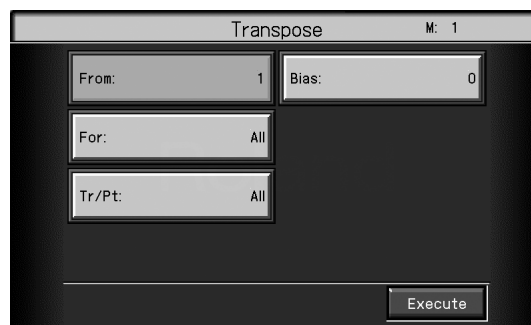 Transpose M: 1
From: 1 Bias: 0
For: All
Tr/Pt: All
Execute